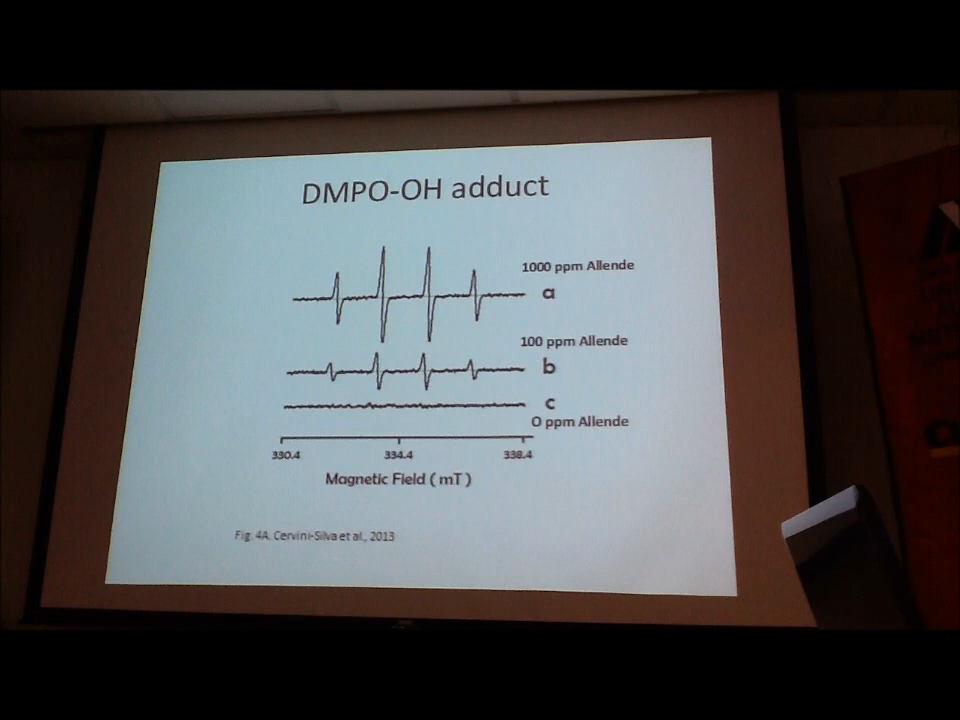 DMPO-OH adduct
1000 ppm Allende
a
100 ppm Allende
b
c
0 ppm Allende
330.4 334.4 338.4
Magnetic Field ( mT )
Fig. 4A. Cervini-Silva et al., 2013